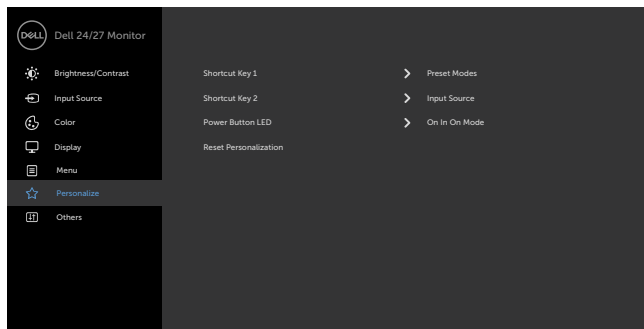 DELL Dell 24/27 Monitor
Brightness/Contrast Shortcut Key 1 Preset Modes
Input Source Shortcut Key 2 Input Source
Color Power Button LED On In On Mode
Display Reset Personalization
Menu
Personalize
Others